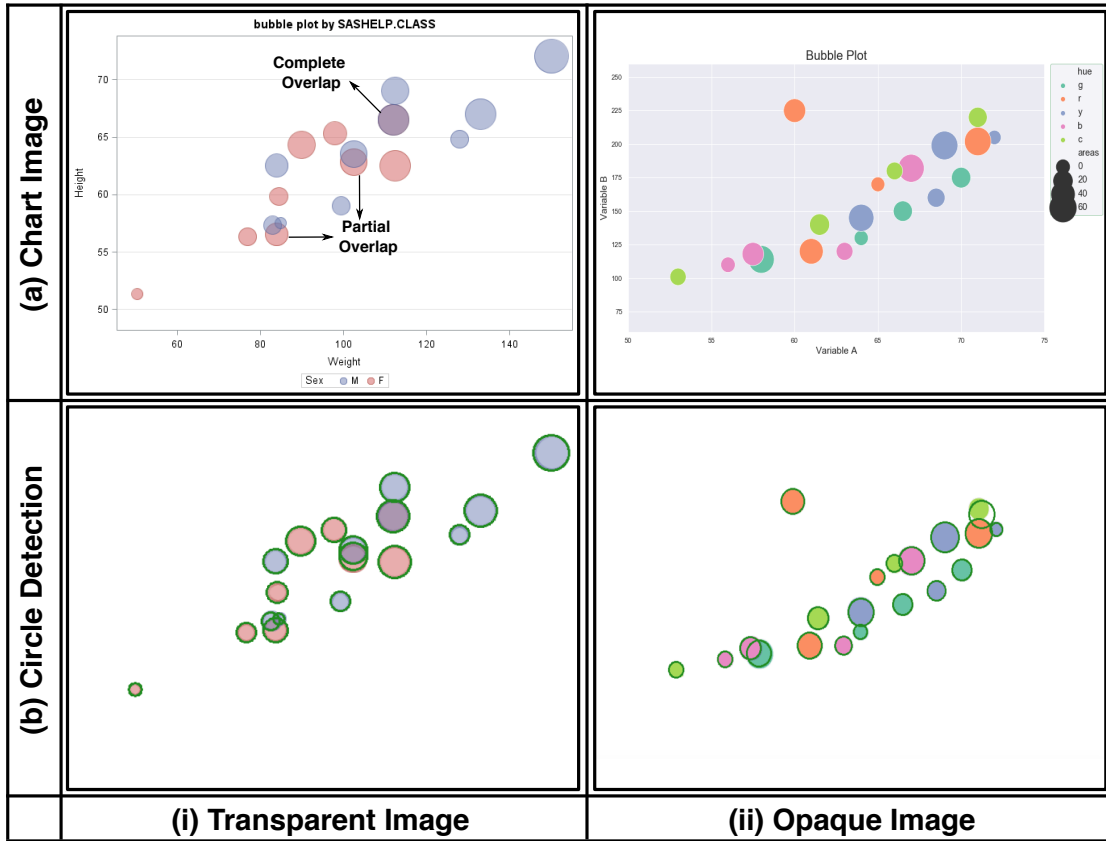 (a) Chart Image
bubble plot by SASHELP.CLASS
Complete
Overlap
Partial
Overlap
Height
70
65
60
55
50
60
80
100
120
140
Weight
Sex M F
Bubble Plot
Variable B
250
225
200
175
150
125
100
75
50
55
60
65
70
75
Variable A
hue
g
r
y
b
c
areas
0
20
40
60
(b) Circle Detection
(i) Transparent Image
(ii) Opaque Image